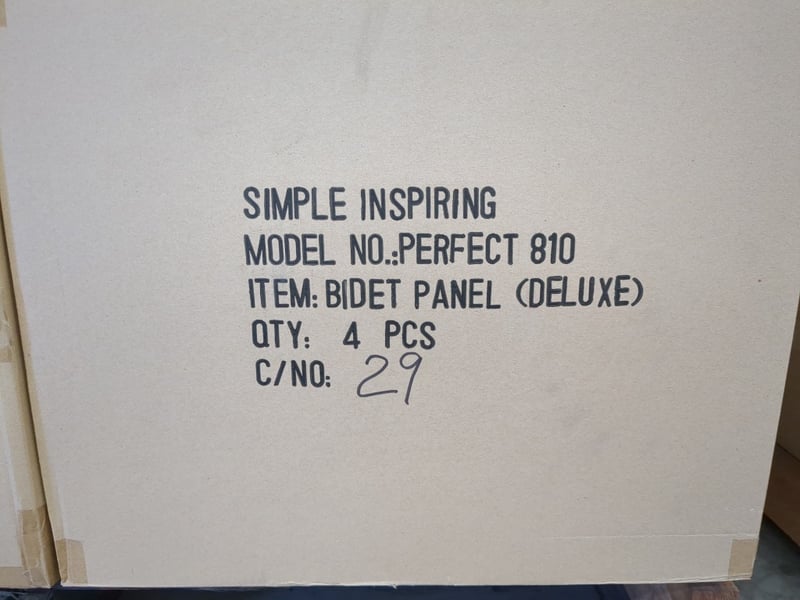 SIMPLE INSPIRING
MODEL NO.:PERFECT 810
ITEM: BIDET PANEL (DELUXE)
QTY: 4 PCS
C/NO: 29